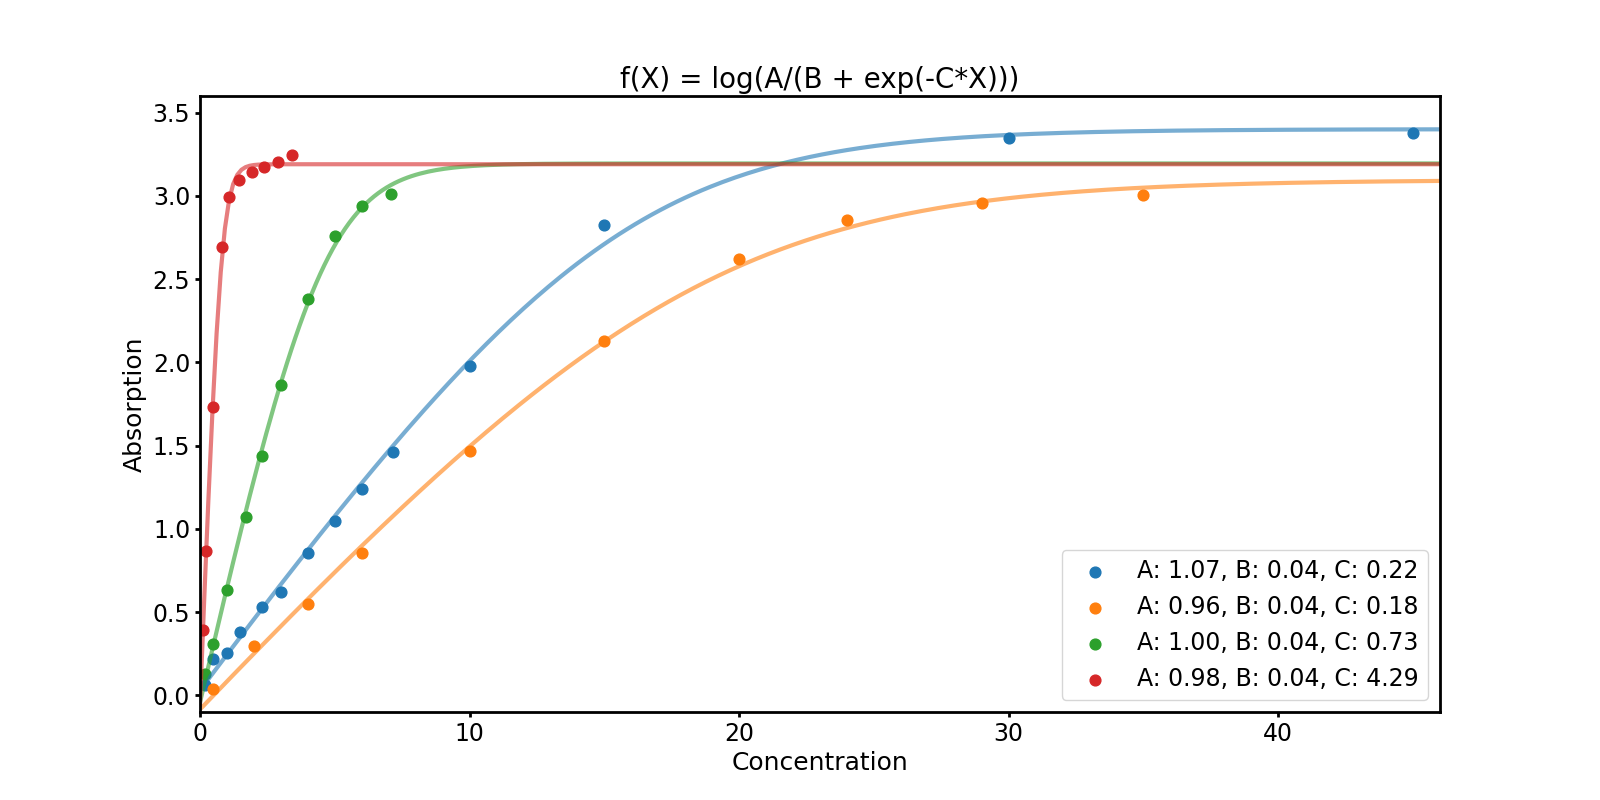 f(X) = log(A/(B + exp(-C*X)))
3.5
3.0
2.5
2.0
1.5
1.0
0.5
0.0
Absorption
0 10 20 30 40
Concentration
A: 1.07, B: 0.04, C: 0.22
A: 0.96, B: 0.04, C: 0.18
A: 1.00, B: 0.04, C: 0.73
A: 0.98, B: 0.04, C: 4.29